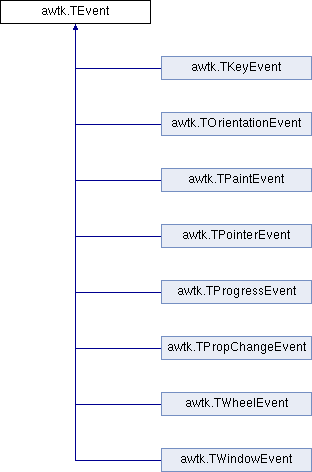 awtk.TEvent
awtk.TKeyEvent
awtk.TOrientationEvent
awtk.TPaintEvent
awtk.TPointerEvent
awtk.TProgressEvent
awtk.TPropChangeEvent
awtk.TWheelEvent
awtk.TWindowEvent